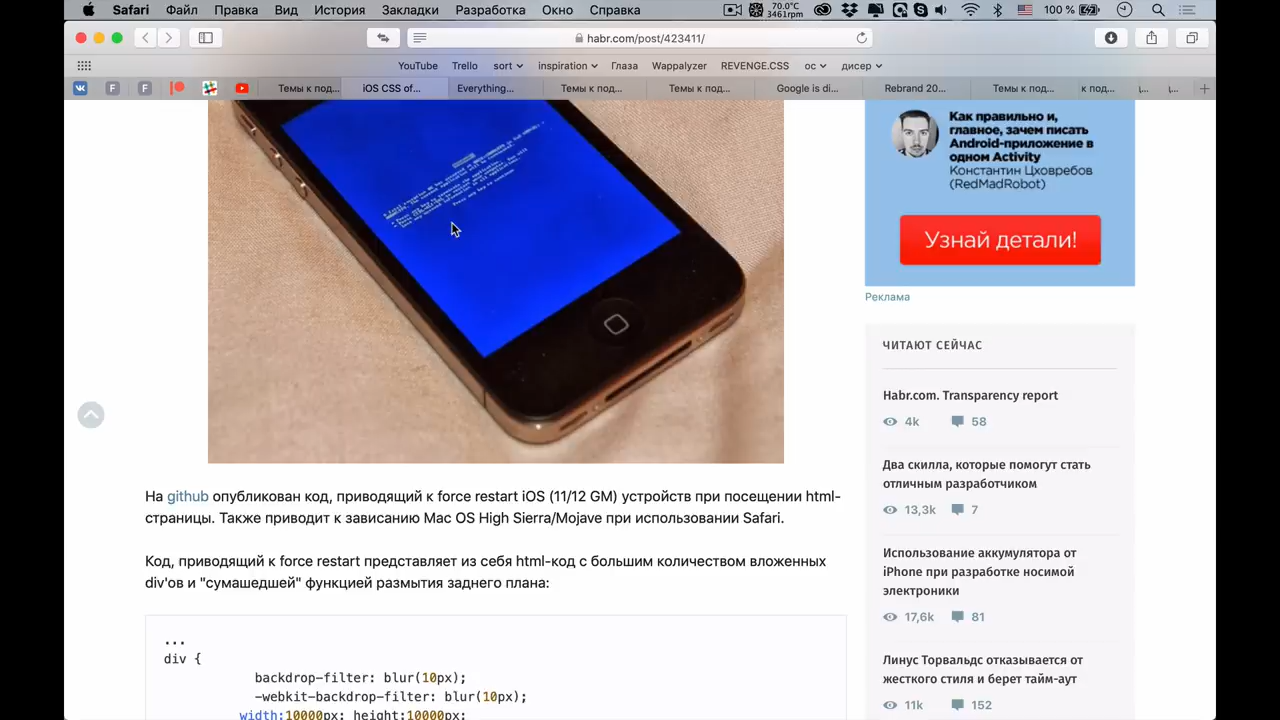 Safari Файл Правка Вид История Закладки Разработка Окно Справка
70.0°C
3461rpm
100 %
habr.com/post/423411/
YouTube Trello sort inspiration Глаза Wappalyzer REVENGE.CSS ос дисер
Темы к под... iOS CSS of... Everything... Темы к под... Темы к под... Google is di... Rebrand 20... Темы к под... к под...
Как правильно и,
главное, зачем писать
Android-приложение в
одном Activity
Константин Цховребов
(RedMadRobot)
Узнай детали!
Реклама
ЧИТАЮТ СЕЙЧАС
Habr.com. Transparency report
4k 58
Два скилла, которые помогут стать
отличным разработчиком
13,3k 7
Использование аккумулятора от
iPhone при разработке носимой
электроники
17,6k 81
Линус Торвальдс отказывается от
жесткого стиля и берет тайм-аут
11k 152
На github опубликован код, приводящий к force restart iOS (11/12 GM) устройств при посещении html-
страницы. Также приводит к зависанию Mac OS High Sierra/Mojave при использовании Safari.
Код, приводящий к force restart представляет из себя html-код с большим количеством вложенных
div'ов и "сумашедшей" функцией размытия заднего плана:
...
div {
backdrop-filter: blur(10px);
-webkit-backdrop-filter: blur(10px);
width:10000px; height:10000px;